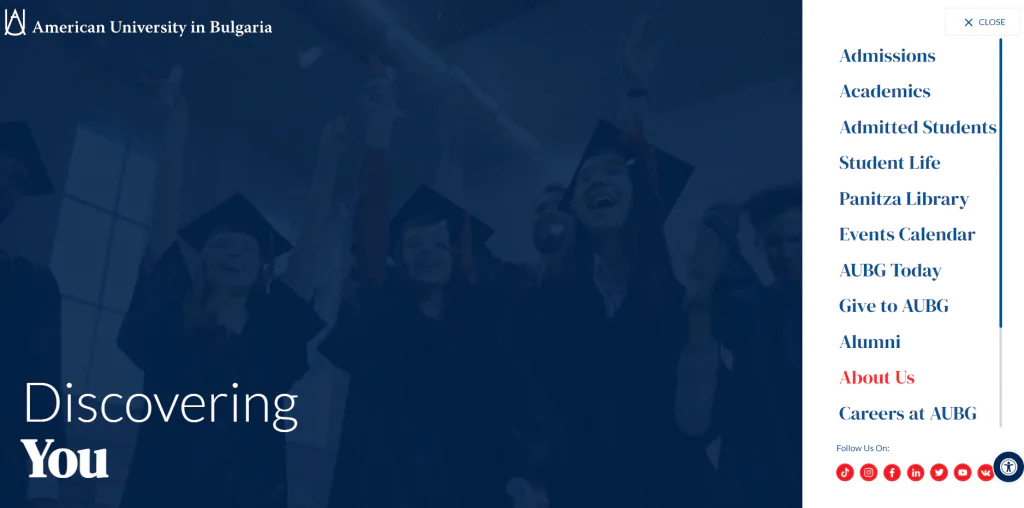 American University in Bulgaria
CLOSE
Admissions
Academics
Admitted Students
Student Life
Panitza Library
Events Calendar
AUBG Today
Give to AUBG
Alumni
About Us
Careers at AUBG
Discovering
You
Follow Us On: